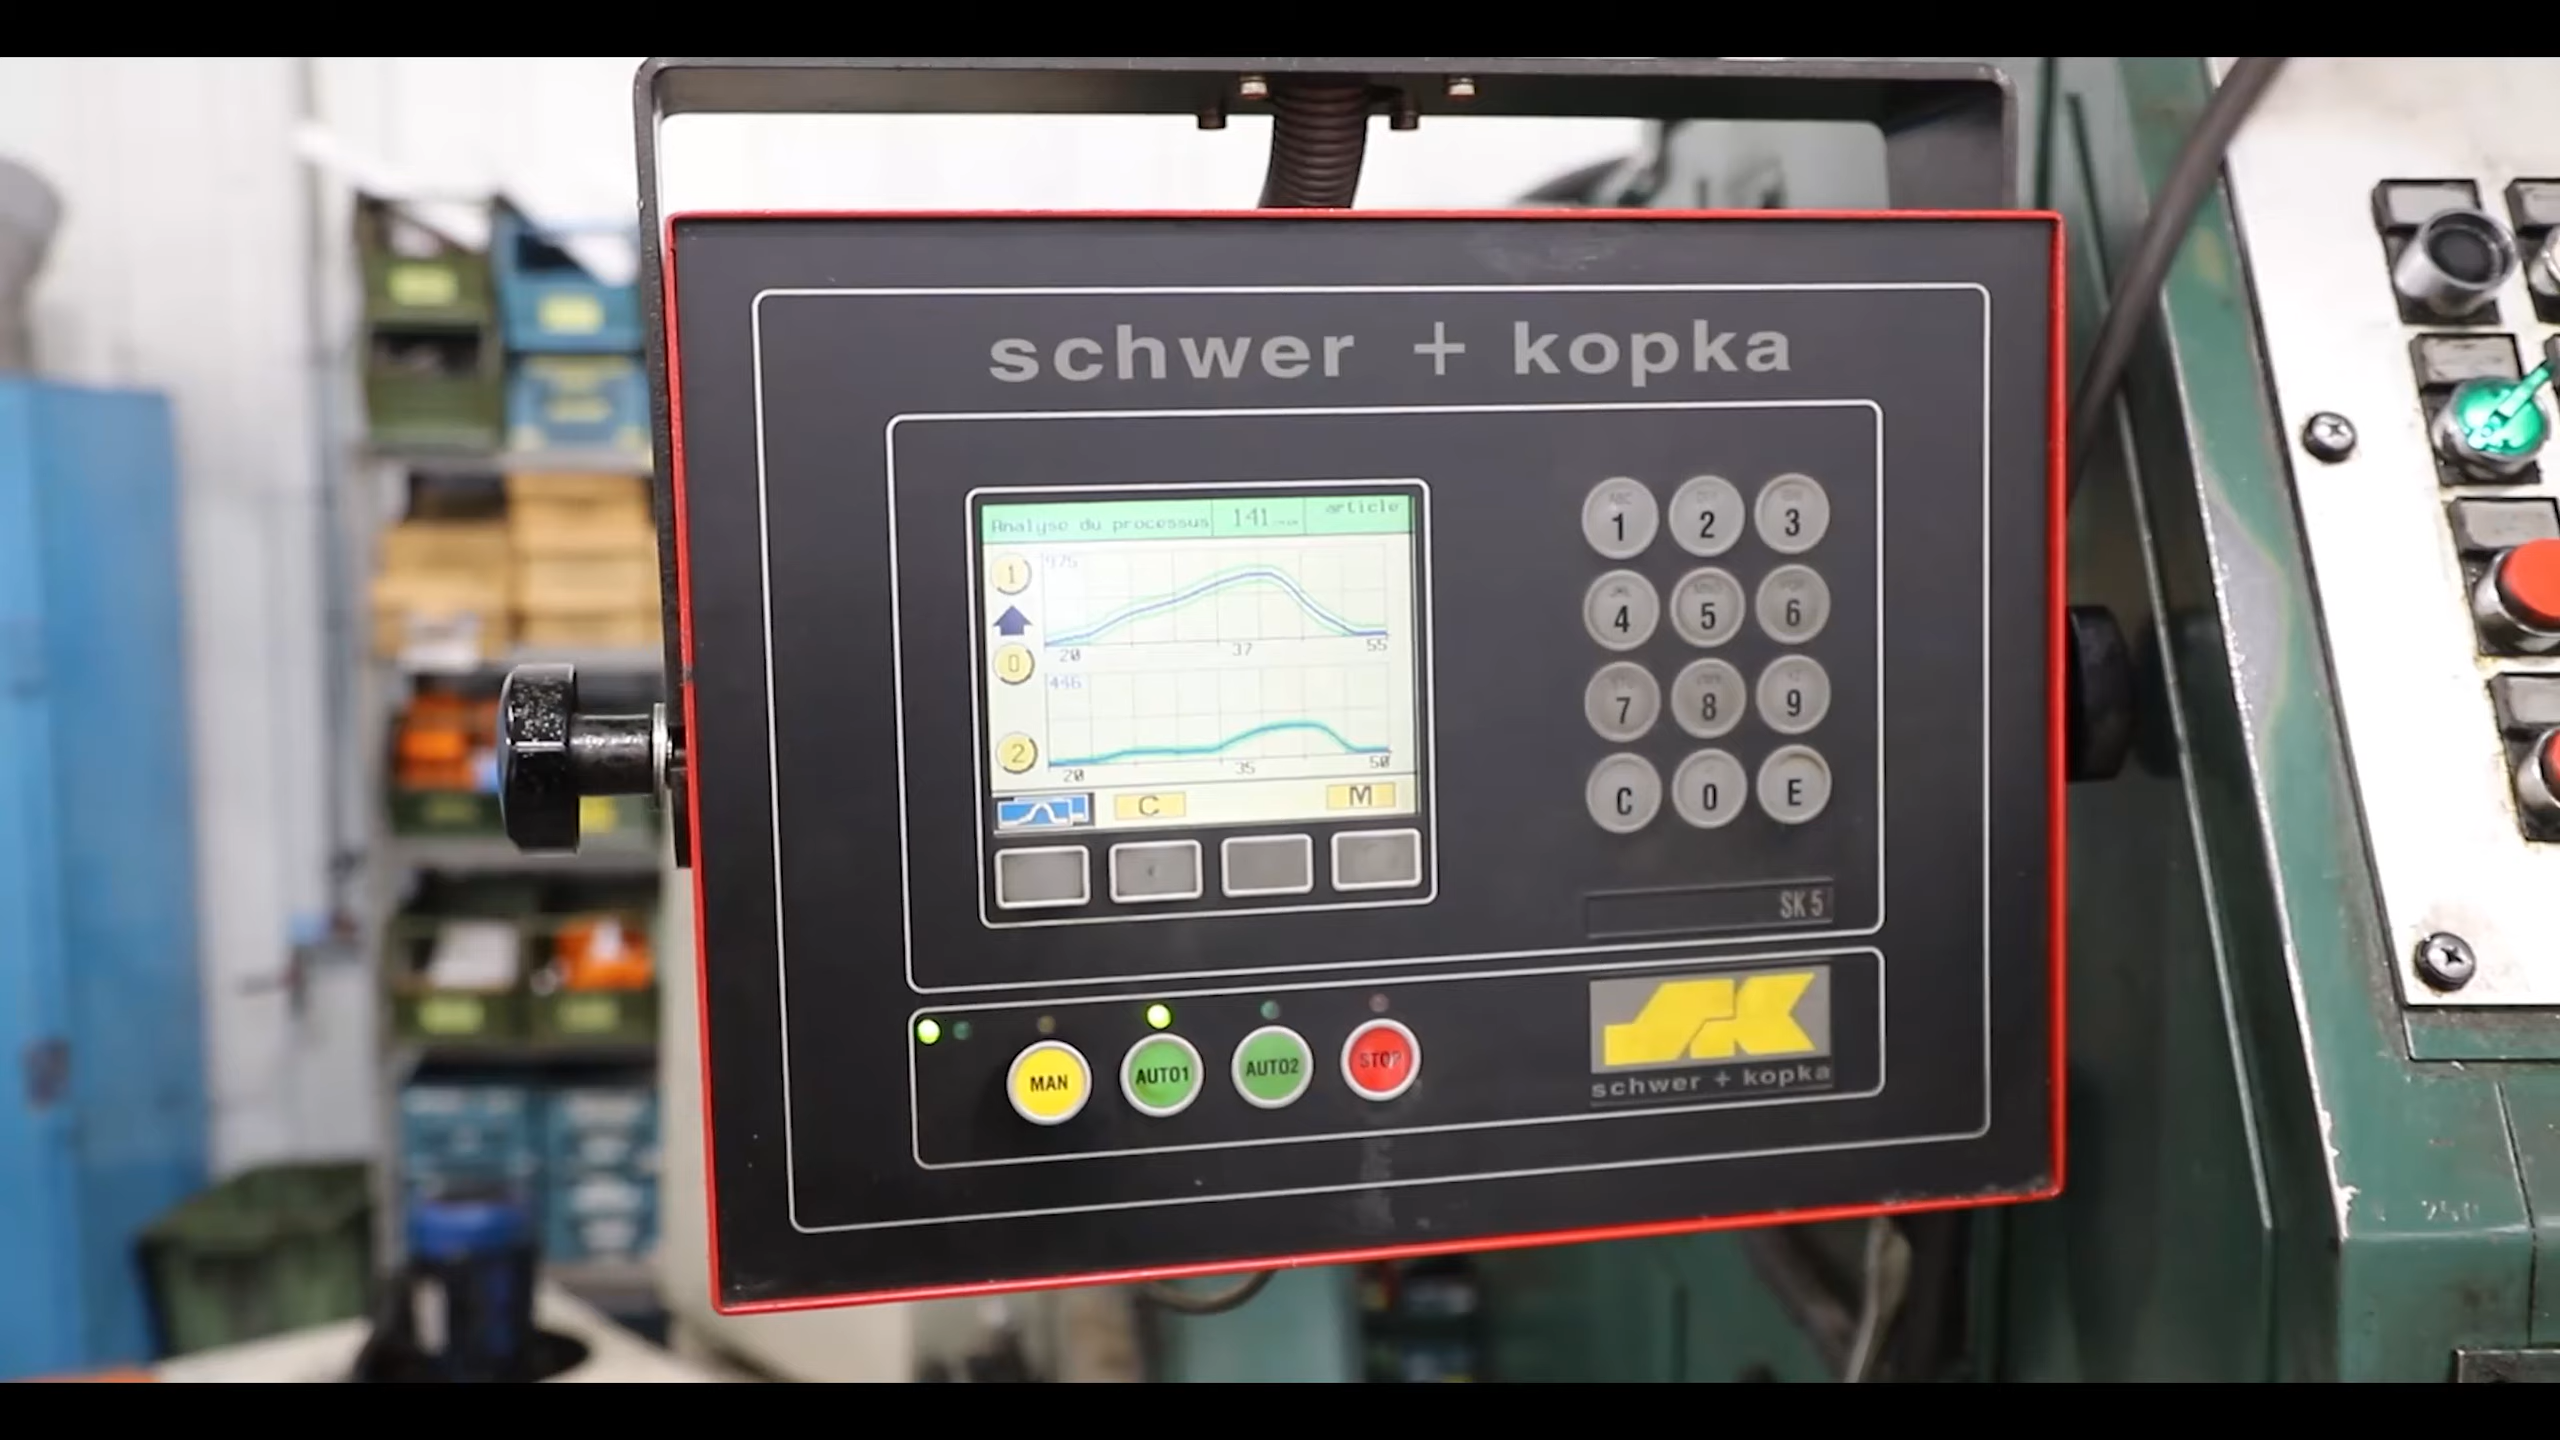 schwer + kopka
Analyse du processus 141 article
1
975
20 37 55
0
446
2
20 35 50
C M
1 2 3
4 5 6
7 8 9
C 0 E
SK 5
MAN AUTO1 AUTO2 STOP
SK
schwer + kopka